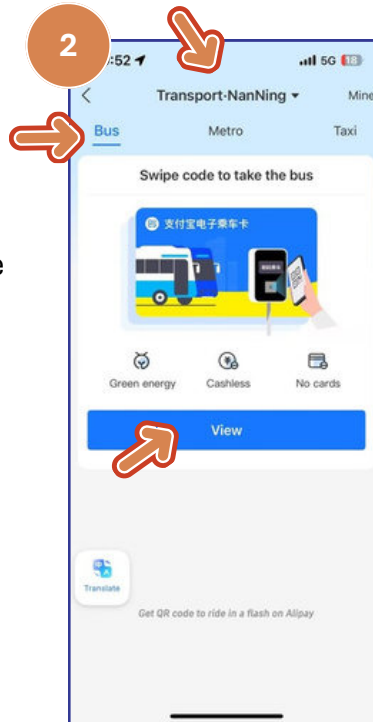 2
:52
5G 18
Transport·NanNing
Mine
Bus
Metro
Taxi
Swipe code to take the bus
支付宝电子乘车卡
e
Green energy
Cashless
No cards
View
Translate
Get QR code to ride in a flash on Alipay